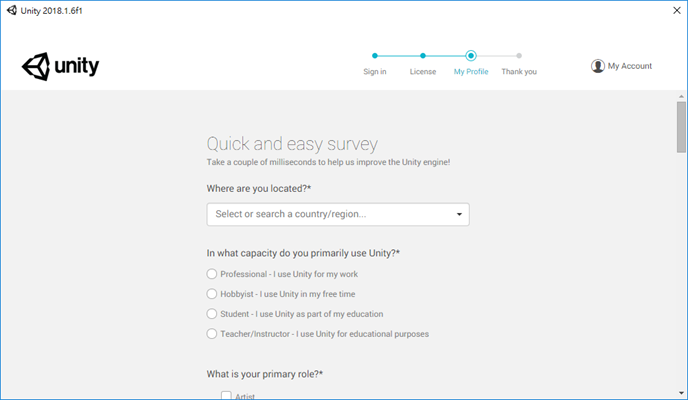 Unity 2018.1.6f1
unity
Sign in
License
My Profile
Thank you
My Account
Quick and easy survey
Take a couple of milliseconds to help us improve the Unity engine!
Where are you located?*
Select or search a country/region...
In what capacity do you primarily use Unity?*
Professional - I use Unity for my work
Hobbyist - I use Unity in my free time
Student - I use Unity as part of my education
Teacher/Instructor - I use Unity for educational purposes
What is your primary role?*
Artist